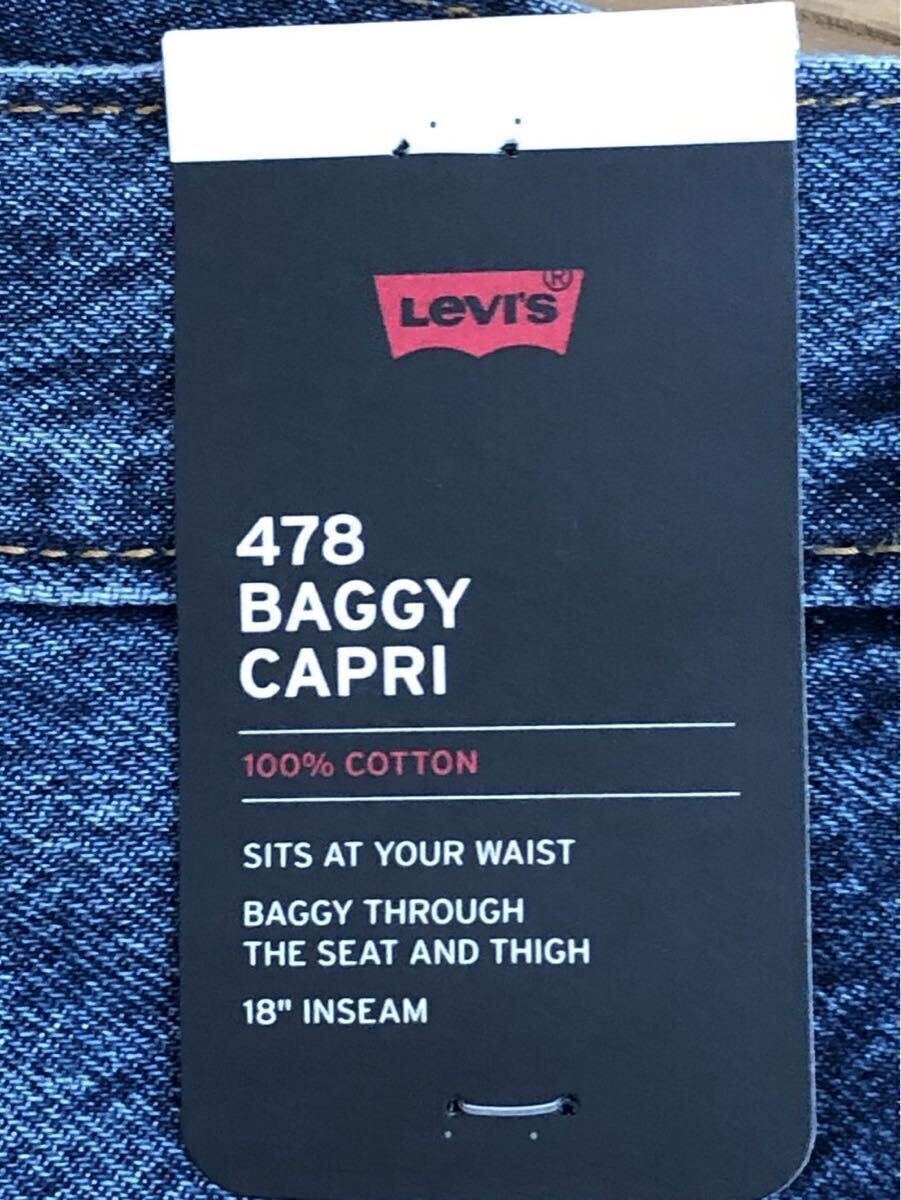 Levi's®
478
BAGGY
CAPRI
100% COTTON
SITS AT YOUR WAIST
BAGGY THROUGH
THE SEAT AND THIGH
18" INSEAM